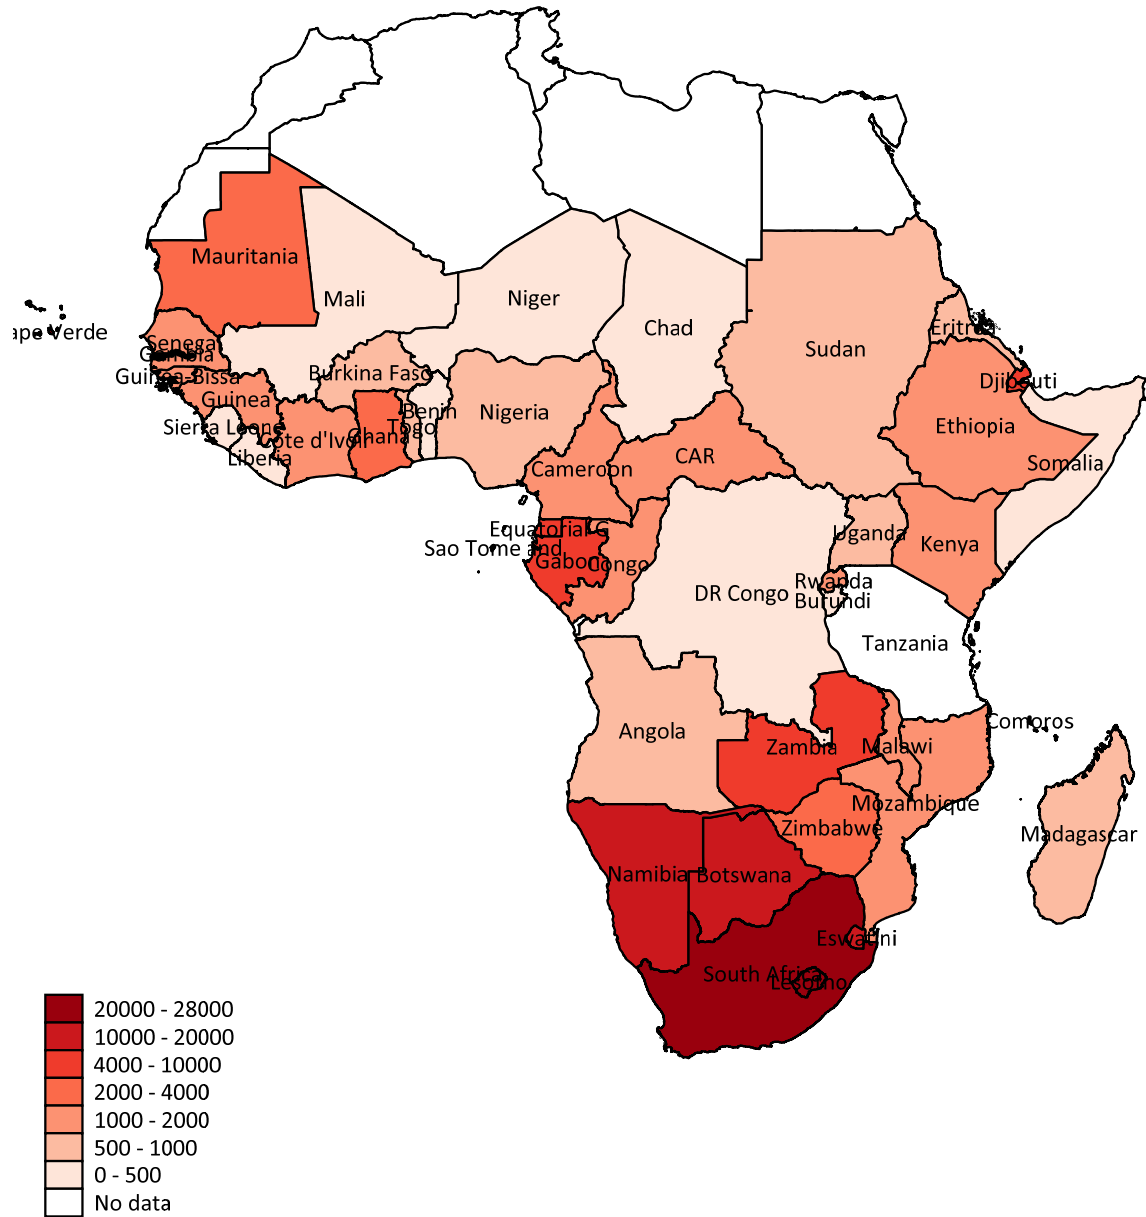 Mauritania
Mali
Niger
Chad
Sudan
Eritrea
ape Verde
Senegal
Gambia
Guinea-Bissa
Guinea
Burkina Faso
Djibouti
Sierra Leone
Liberia
Côte d'Ivoir
Ghana
Togo
Benin
Nigeria
Ethiopia
Somalia
Cameroon
CAR
Equatorial G
Sao Tome and
Gabon
Congo
Uganda
Kenya
DR Congo
Rwanda
Burundi
Tanzania
Comoros
Angola
Zambia
Malawi
Mozambique
Zimbabwe
Madagascar
Namibia
Botswana
Eswatini
South Africa
Lesotho
20000 - 28000
10000 - 20000
4000 - 10000
2000 - 4000
1000 - 2000
500 - 1000
0 - 500
No data